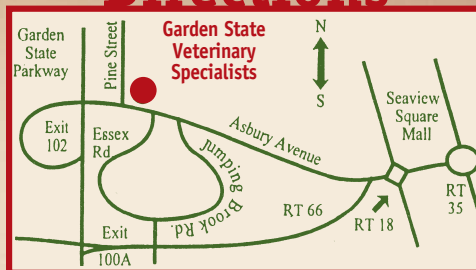 Directions
Garden
State
Parkway
Pine Street
Garden State
Veterinary
Specialists
N
S
Seaview
Square
Mall
Exit
102
Essex
Rd
Jumping Brook Rd.
Asbury Avenue
RT 66
RT 18
RT
35
Exit
100A